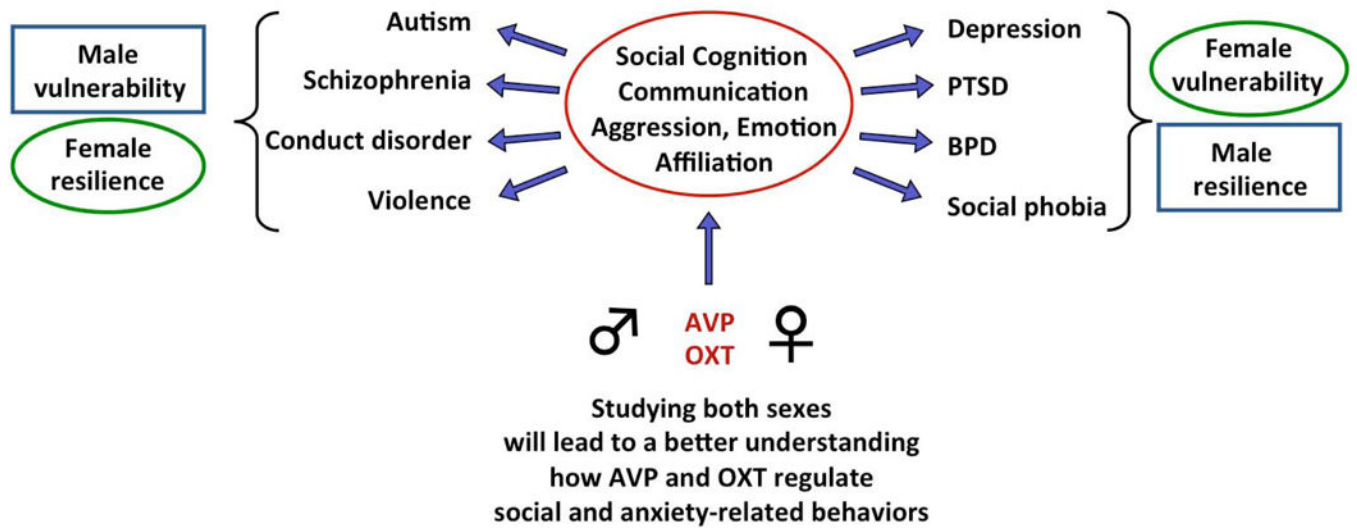 Male
vulnerability
Female
resilience
Autism
Schizophrenia
Conduct disorder
Violence
Social Cognition
Communication
Aggression, Emotion
Affiliation
Depression
PTSD
BPD
Social phobia
Female
vulnerability
Male
resilience
♂ AVP ♀
OXT
Studying both sexes
will lead to a better understanding
how AVP and OXT regulate
social and anxiety-related behaviors